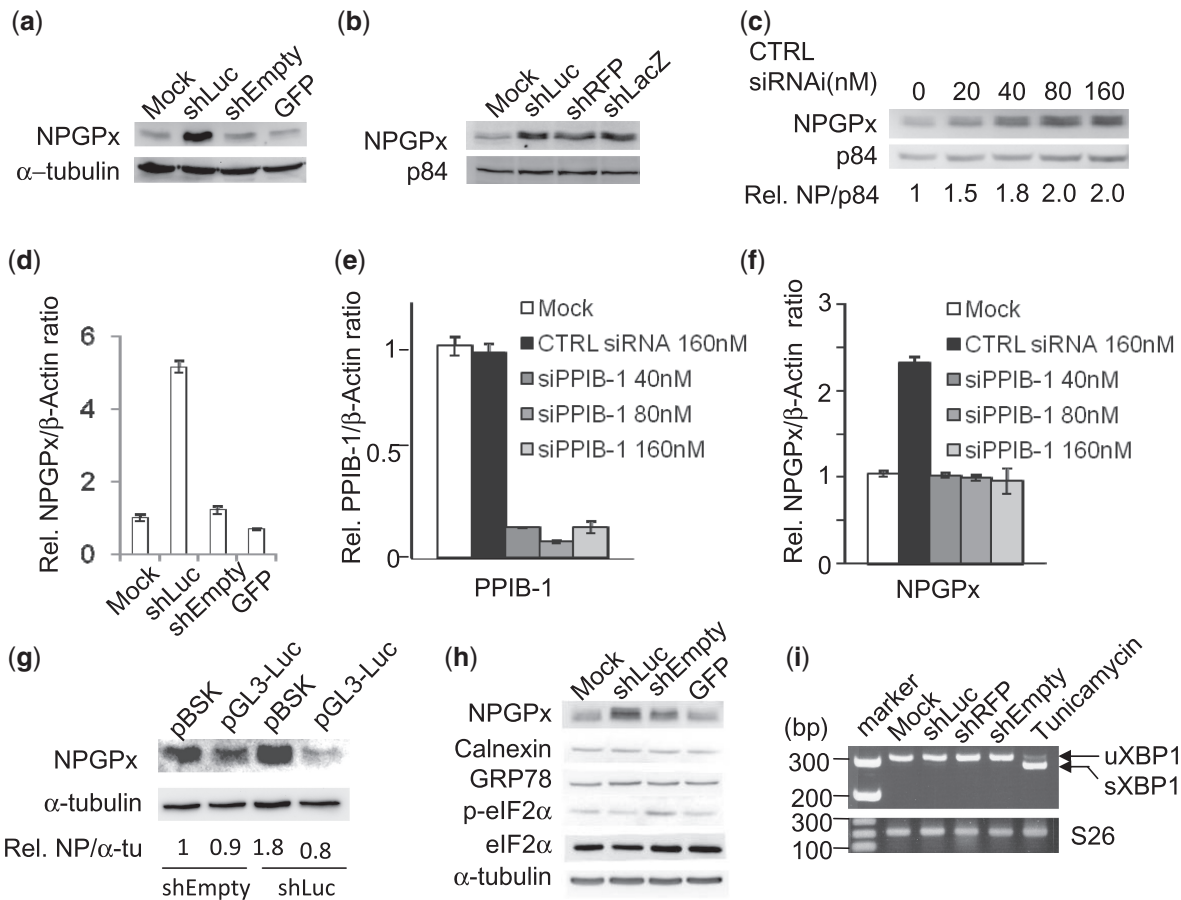 (a)
Mock
shLuc
shEmpty
GFP
NPGPx
α–tubulin
(b)
Mock
shLuc
shRFP
shLacZ
NPGPx
p84
(c)
CTRL
siRNAi(nM)
0 20 40 80 160
NPGPx
p84
Rel. NP/p84 1 1.5 1.8 2.0 2.0
(d)
Rel. NPGPx/β-Actin ratio
6
4
2
0
Mock
shLuc
shEmpty
GFP
(e)
Rel. PPIB-1/β-Actin ratio
1
0.5
0
Mock
CTRL siRNA 160nM
siPPIB-1 40nM
siPPIB-1 80nM
siPPIB-1 160nM
PPIB-1
(f)
Rel. NPGPx/β-Actin ratio
3
2
1
0
Mock
CTRL siRNA 160nM
siPPIB-1 40nM
siPPIB-1 80nM
siPPIB-1 160nM
NPGPx
(g)
pBSK
pGL3-Luc
pBSK
pGL3-Luc
NPGPx
α-tubulin
Rel. NP/α-tu 1 0.9 1.8 0.8
shEmpty shLuc
(h)
Mock
shLuc
shEmpty
GFP
NPGPx
Calnexin
GRP78
p-eIF2α
eIF2α
α-tubulin
(i)
marker
Mock
shLuc
shRFP
shEmpty
Tunicamycin
(bp)
300
200
uXBP1
sXBP1
300
100
S26